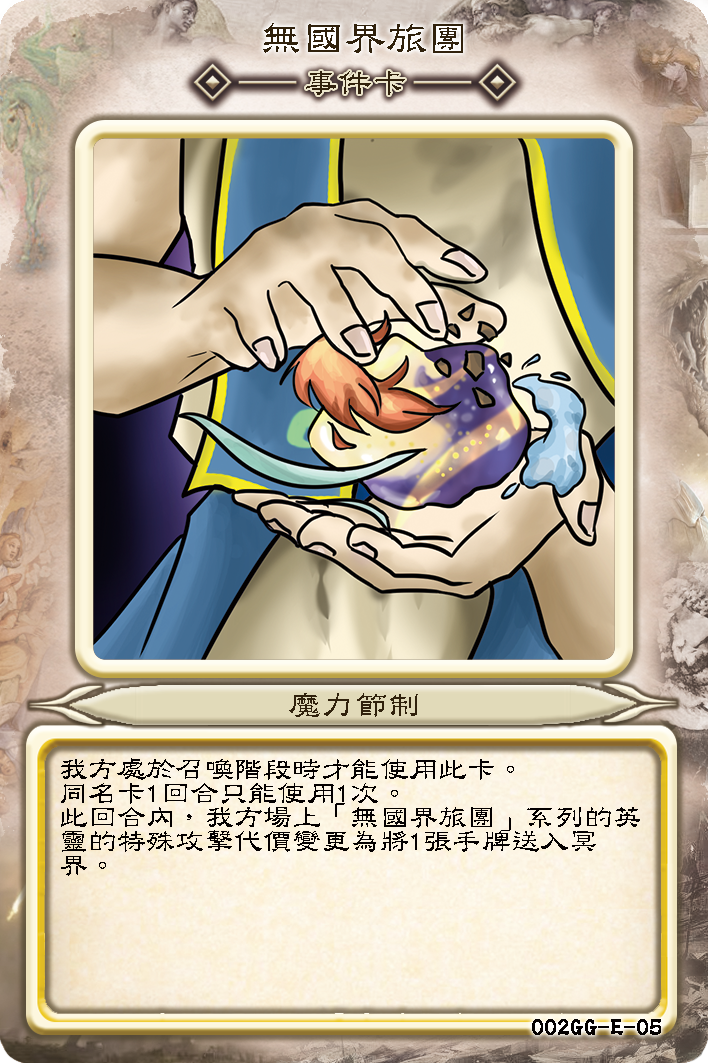 無國界旅團
事件卡
魔力節制
我方處於召喚階段時才能使用此卡。
同名卡1回合只能使用1次。
此回合內，我方場上「無國界旅團」系列的英
靈的特殊攻擊代價變更為將1張手牌送入冥
界。
002GG-E-05